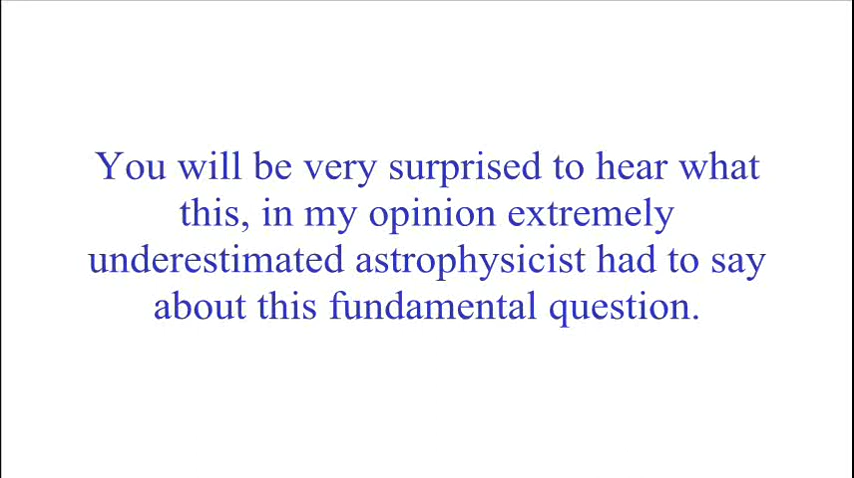 You will be very surprised to hear what
this, in my opinion extremely
underestimated astrophysicist had to say
about this fundamental question.